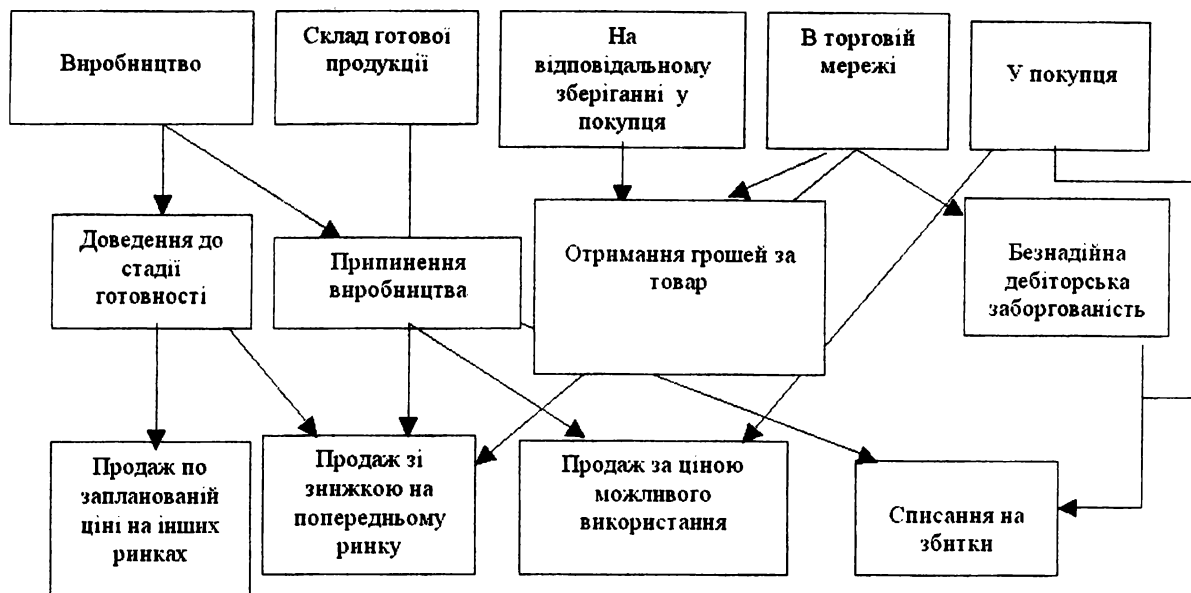 Виробництво
Склад готової
продукції
На
відповідальному
зберіганні у
покупця
В торговій
мережі
У покупця
Доведення до
стадії
готовності
Припинення
виробництва
Отримання грошей за
товар
Безнадійна
дебіторська
заборгованість
Продаж по
запланованій
ціні на інших
ринках
Продаж зі
знижкою на
попередньому
ринку
Продаж за ціною
можливого
використання
Списання на
збитки